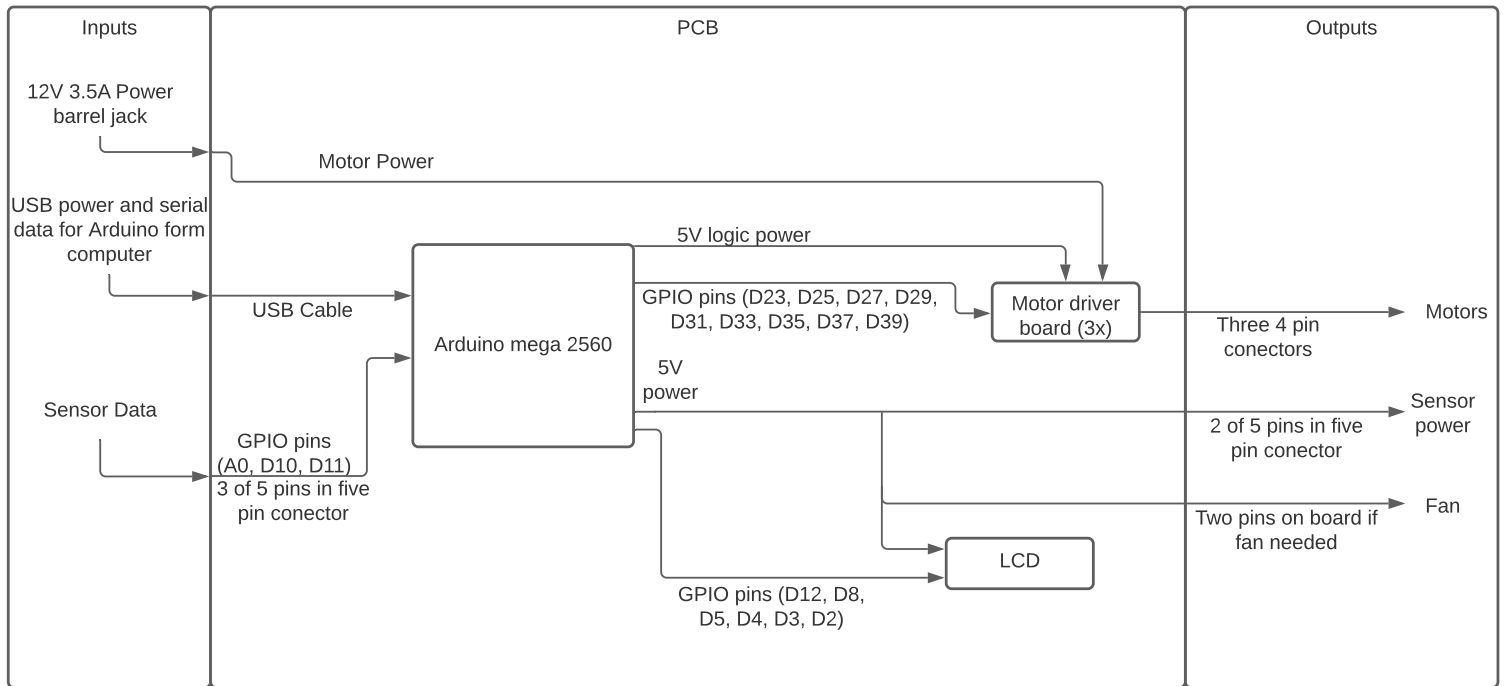 Inputs
PCB
Outputs
12V 3.5A Power
barrel jack
Motor Power
USB power and serial
data for Arduino form
computer
5V logic power
USB Cable
GPIO pins (D23, D25, D27, D29,
D31, D33, D35, D37, D39)
Motor driver
board (3x)
Motors
Three 4 pin
conectors
Arduino mega 2560
5V
power
Sensor Data
Sensor
power
2 of 5 pins in five
pin conector
GPIO pins
(A0, D10, D11)
3 of 5 pins in five
pin conector
Fan
Two pins on board if
fan needed
LCD
GPIO pins (D12, D8,
D5, D4, D3, D2)